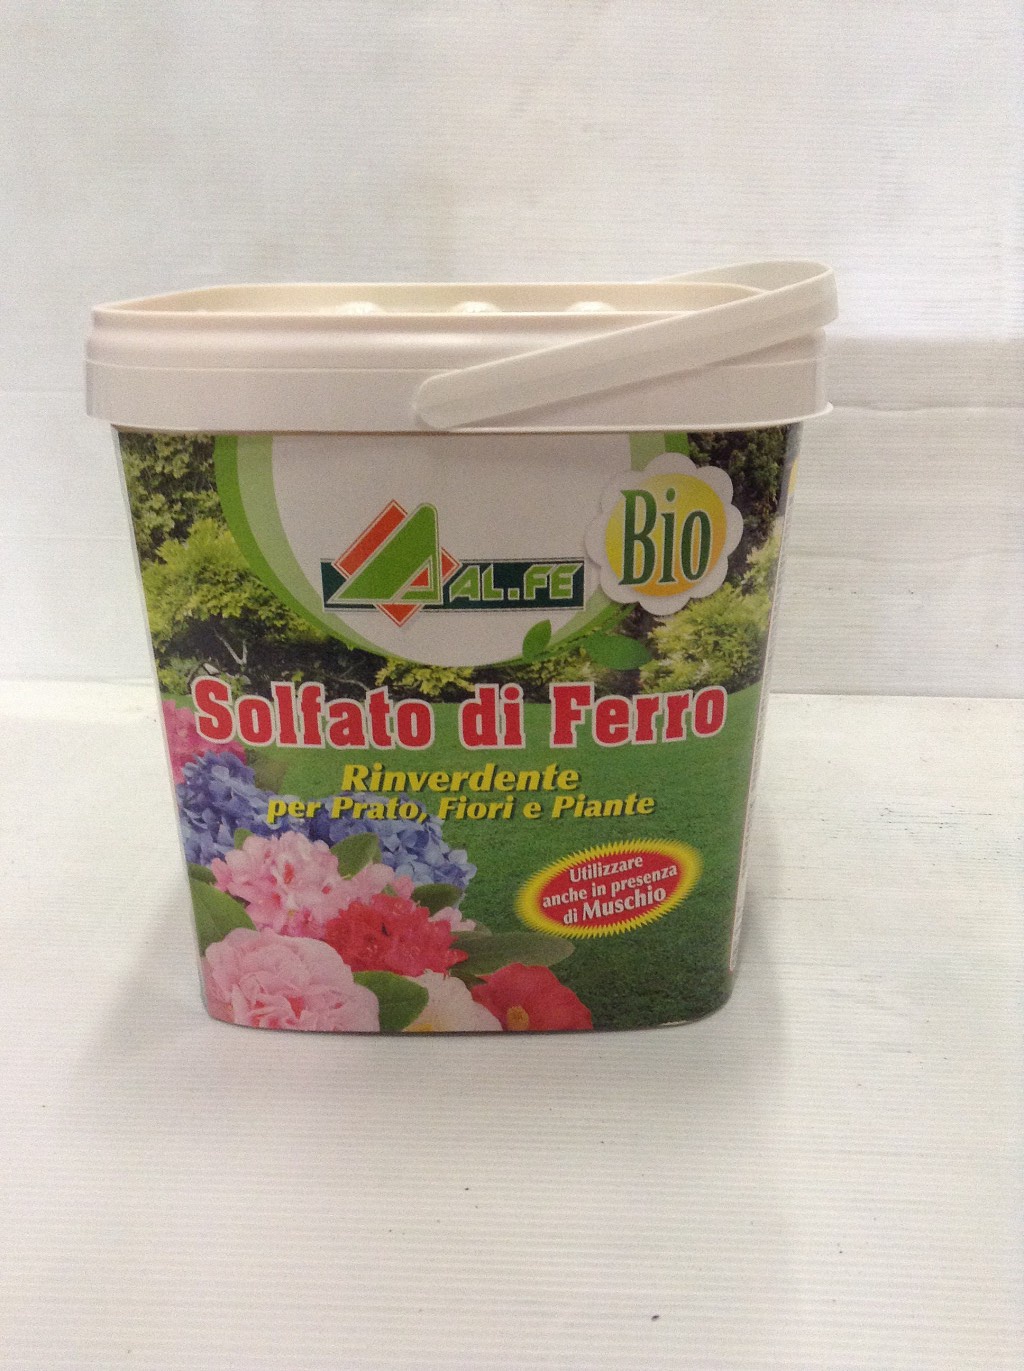 AL.FE
Bio
Solfato di Ferro
Rinverdente
per Prato, Fiori e Piante
Utilizzare
anche in presenza
di Muschio